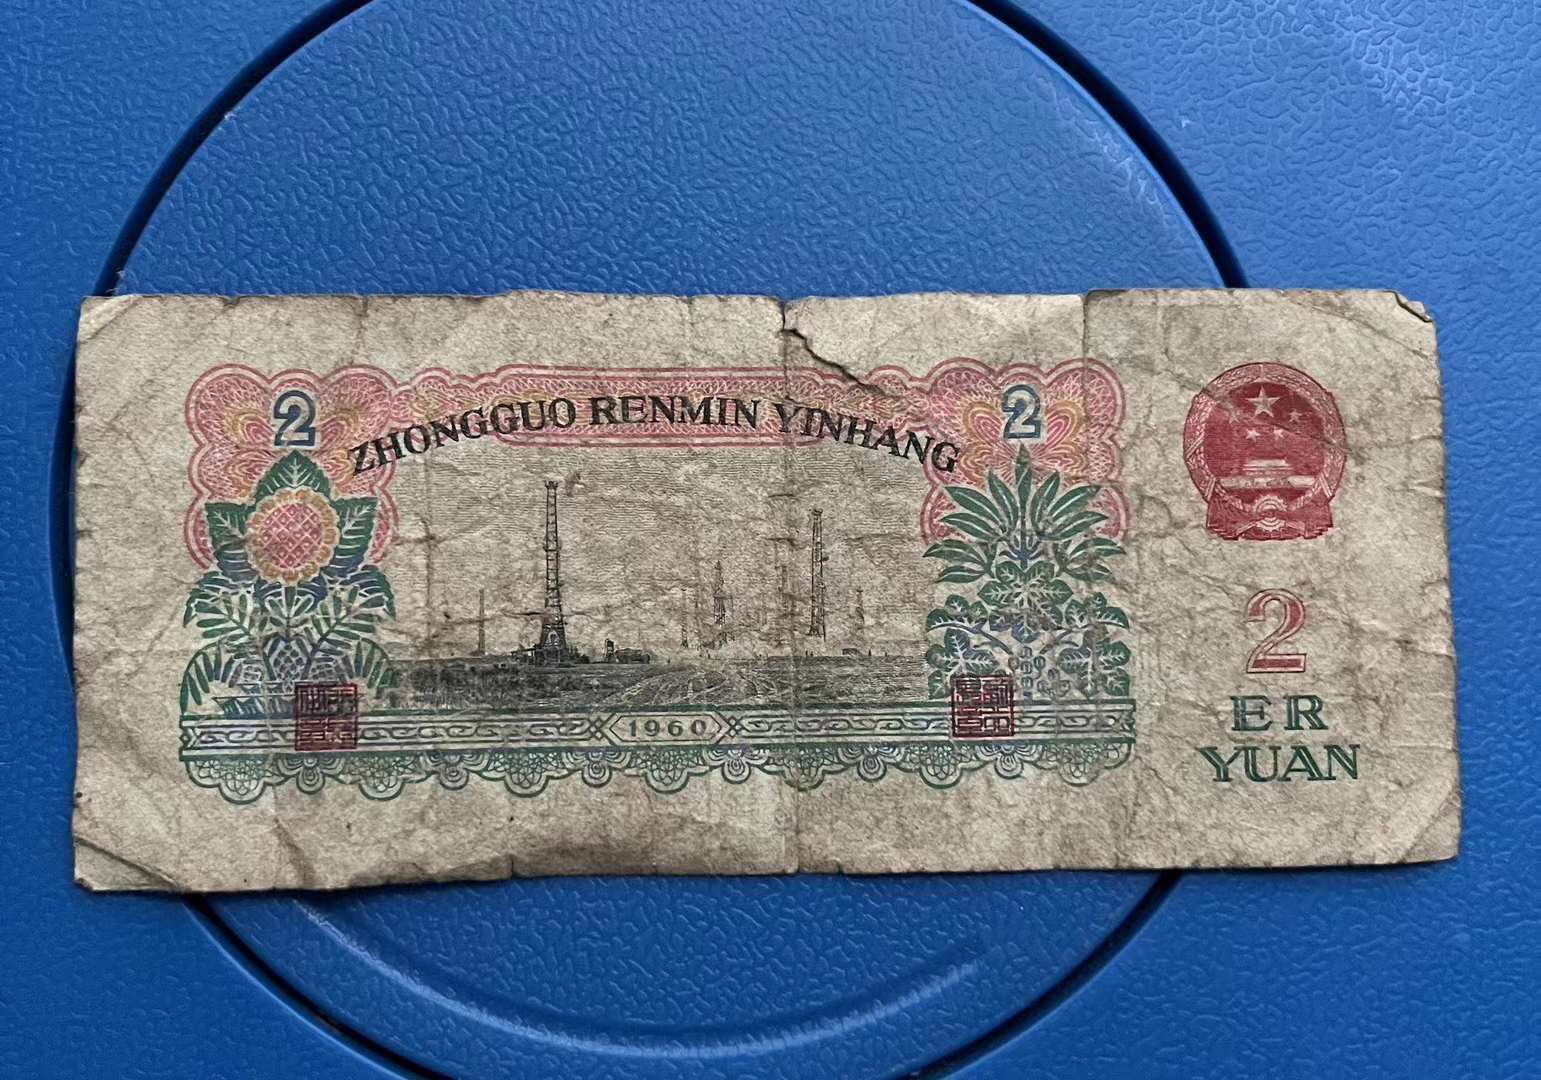 2
2
ZHONGGUO RENMIN YINHANG
2
ER
YUAN
1960